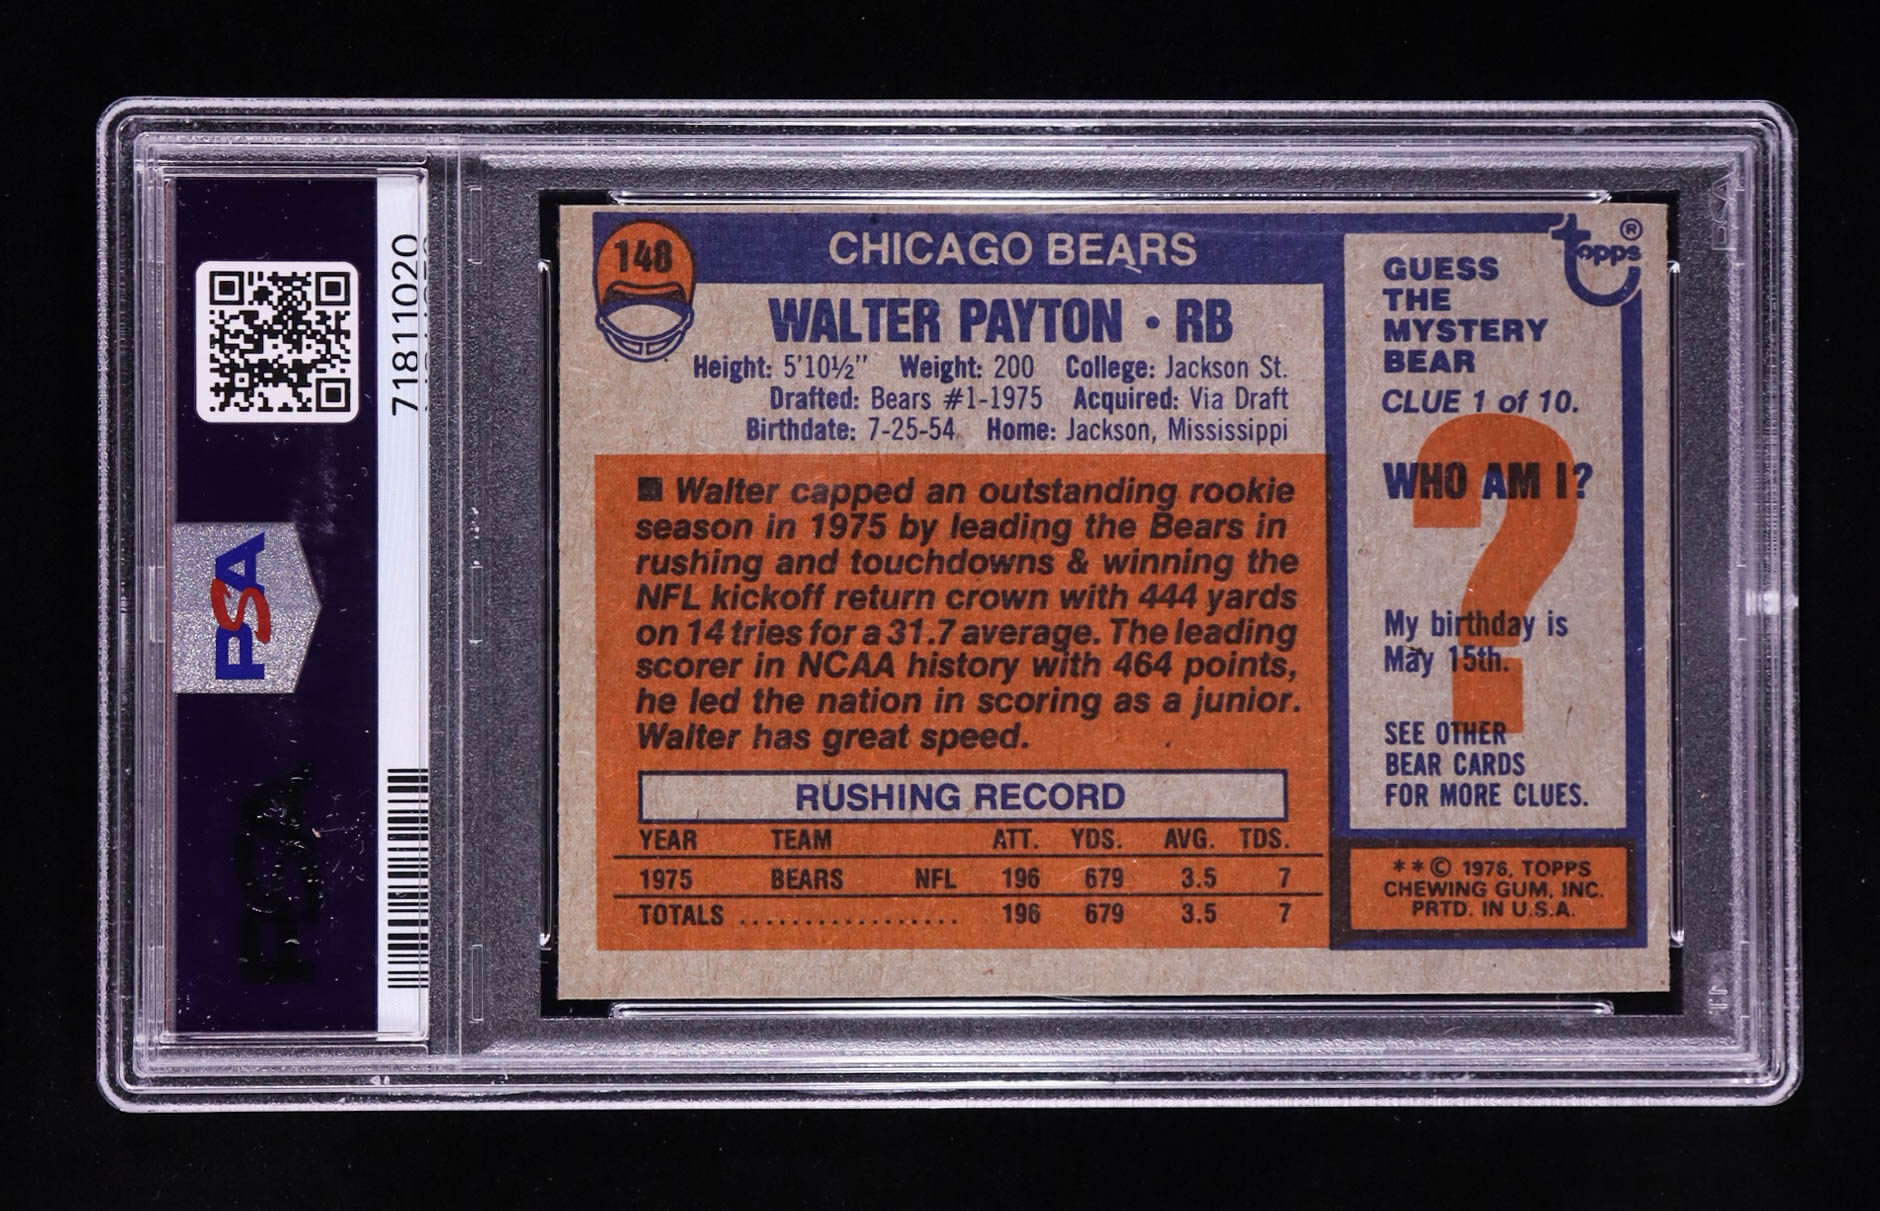 71811020
PSA
PSA
148
CHICAGO BEARS
WALTER PAYTON • RB
Height: 5'10½" Weight: 200 College: Jackson St.
Drafted: Bears #1-1975 Acquired: Via Draft
Birthdate: 7-25-54 Home: Jackson, Mississippi
■ Walter capped an outstanding rookie
season in 1975 by leading the Bears in
rushing and touchdowns & winning the
NFL kickoff return crown with 444 yards
on 14 tries for a 31.7 average. The leading
scorer in NCAA history with 464 points,
he led the nation in scoring as a junior.
Walter has great speed.
RUSHING RECORD
YEAR TEAM ATT. YDS. AVG. TDS.
1975 BEARS NFL 196 679 3.5 7
TOTALS .................. 196 679 3.5 7
topps®
GUESS
THE
MYSTERY
BEAR
CLUE 1 of 10.
WHO AM I?
?
My birthday is
May 15th.
SEE OTHER
BEAR CARDS
FOR MORE CLUES.
**© 1976, TOPPS
CHEWING GUM, INC.
PRTD. IN U.S.A.
PSA